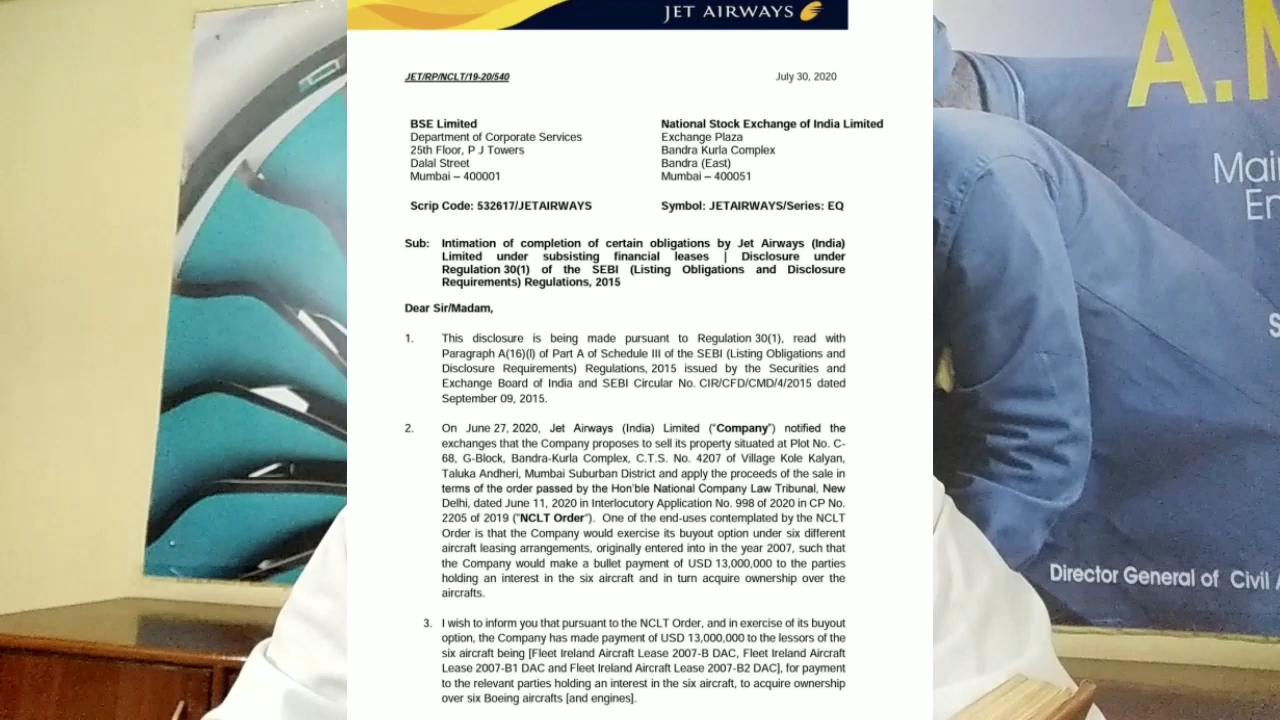 JET AIRWAYS
JET/RP/NCLT/19-20/540
July 30, 2020
BSE Limited
Department of Corporate Services
25th Floor, P J Towers
Dalal Street
Mumbai – 400001
National Stock Exchange of India Limited
Exchange Plaza
Bandra Kurla Complex
Bandra (East)
Mumbai – 400051
Scrip Code: 532617/JETAIRWAYS
Symbol: JETAIRWAYS/Series: EQ
Sub: Intimation of completion of certain obligations by Jet Airways (India)
Limited under subsisting financial leases | Disclosure under
Regulation 30(1) of the SEBI (Listing Obligations and Disclosure
Requirements) Regulations, 2015
Dear Sir/Madam,
1. This disclosure is being made pursuant to Regulation 30(1), read with
Paragraph A(16)(l) of Part A of Schedule III of the SEBI (Listing Obligations and
Disclosure Requirements) Regulations, 2015 issued by the Securities and
Exchange Board of India and SEBI Circular No. CIR/CFD/CMD/4/2015 dated
September 09, 2015.
2. On June 27, 2020, Jet Airways (India) Limited ("Company") notified the
exchanges that the Company proposes to sell its property situated at Plot No. C-
68, G-Block, Bandra-Kurla Complex, C.T.S. No. 4207 of Village Kole Kalyan,
Taluka Andheri, Mumbai Suburban District and apply the proceeds of the sale in
terms of the order passed by the Hon'ble National Company Law Tribunal, New
Delhi, dated June 11, 2020 in Interlocutory Application No. 998 of 2020 in CP No.
2205 of 2019 ("NCLT Order"). One of the end-uses contemplated by the NCLT
Order is that the Company would exercise its buyout option under six different
aircraft leasing arrangements, originally entered into in the year 2007, such that
the Company would make a bullet payment of USD 13,000,000 to the parties
holding an interest in the six aircraft and in turn acquire ownership over the
aircrafts.
3. I wish to inform you that pursuant to the NCLT Order, and in exercise of its buyout
option, the Company has made payment of USD 13,000,000 to the lessors of the
six aircraft being [Fleet Ireland Aircraft Lease 2007-B DAC, Fleet Ireland Aircraft
Lease 2007-B1 DAC and Fleet Ireland Aircraft Lease 2007-B2 DAC], for payment
to the relevant parties holding an interest in the six aircraft, to acquire ownership
over six Boeing aircrafts [and engines].
A.M
Director General of Civil